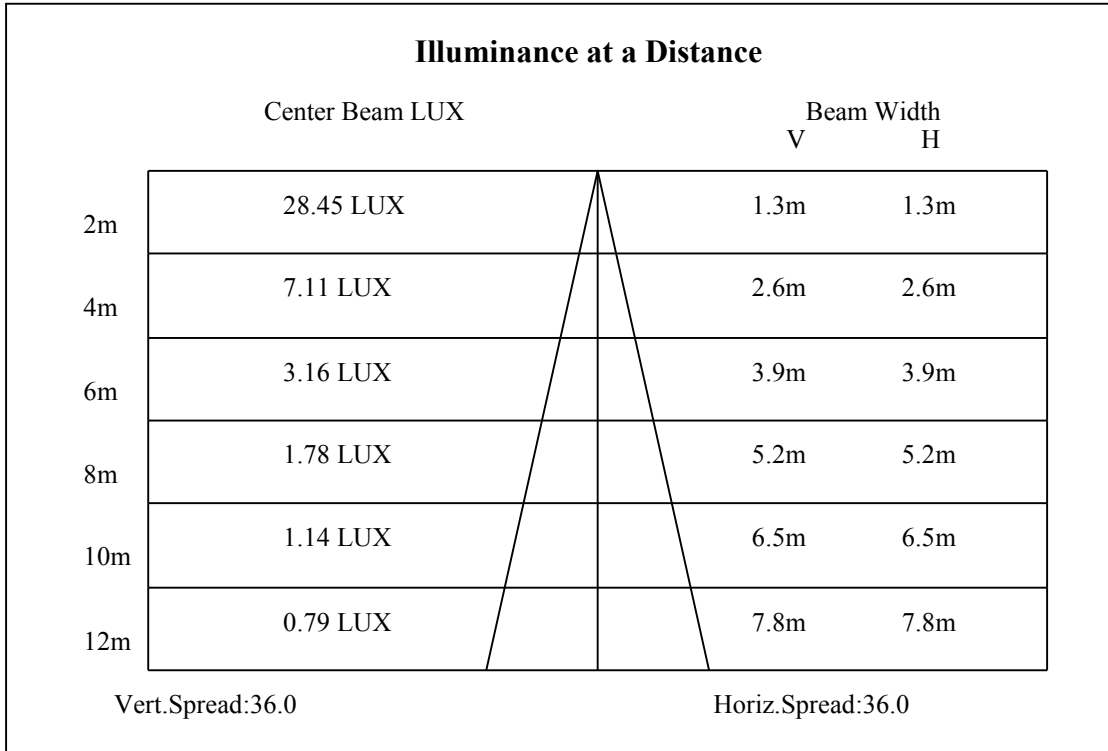 Illuminance at a Distance
Center Beam LUX Beam Width
V H
2m 28.45 LUX 1.3m 1.3m
4m 7.11 LUX 2.6m 2.6m
6m 3.16 LUX 3.9m 3.9m
8m 1.78 LUX 5.2m 5.2m
10m 1.14 LUX 6.5m 6.5m
12m 0.79 LUX 7.8m 7.8m
Vert.Spread:36.0 Horiz.Spread:36.0